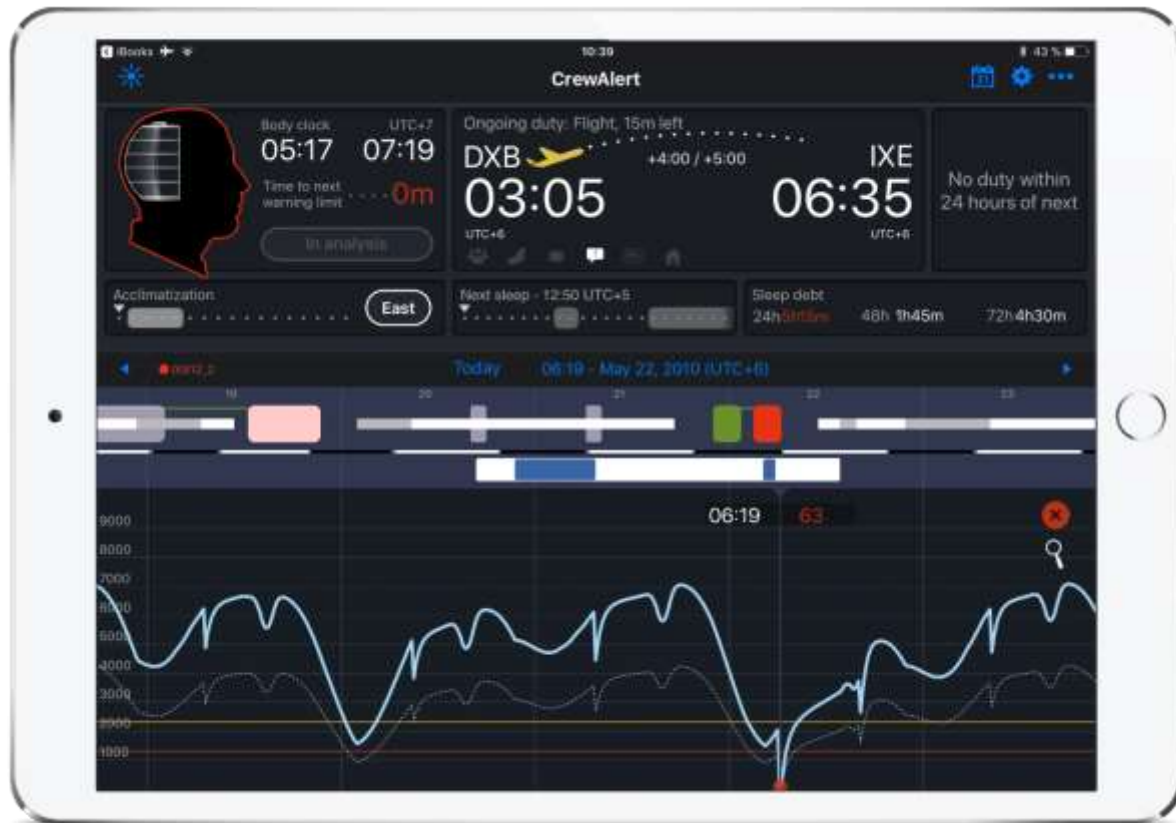 iBooks
10:39
43 %
CrewAlert
31
Body clock
UTC+7
05:17
07:19
Time to next
warning limit
0m
In analysis
Ongoing duty: Flight, 15m left
DXB
+4:00 / +5:00
IXE
03:05
06:35
UTC+6
UTC+6
No duty within
24 hours of next
Acclimatization
East
Next sleep - 12:50 UTC+5
Sleep debt
24h
48h 1h45m
72h 4h30m
Today
06:19 - May 22, 2010 (UTC+6)
19
20
21
22
23
06:19
63
9000
8000
7000
6000
5000
4000
3000
2000
1000